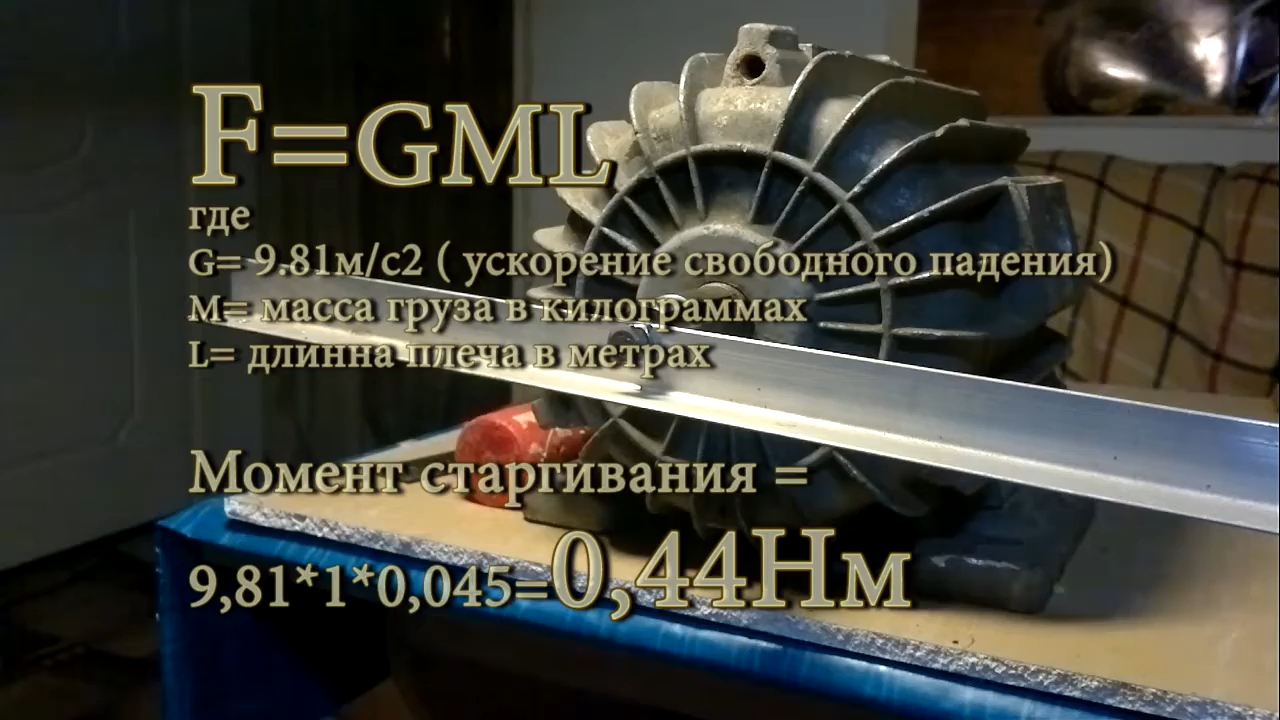 F=GML
где
G= 9.81м/с2 ( ускорение свободного падения)
M= масса груза в килограммах
L= длинна плеча в метрах
Момент старгивания =
9,81*1*0,045=0,44Нм